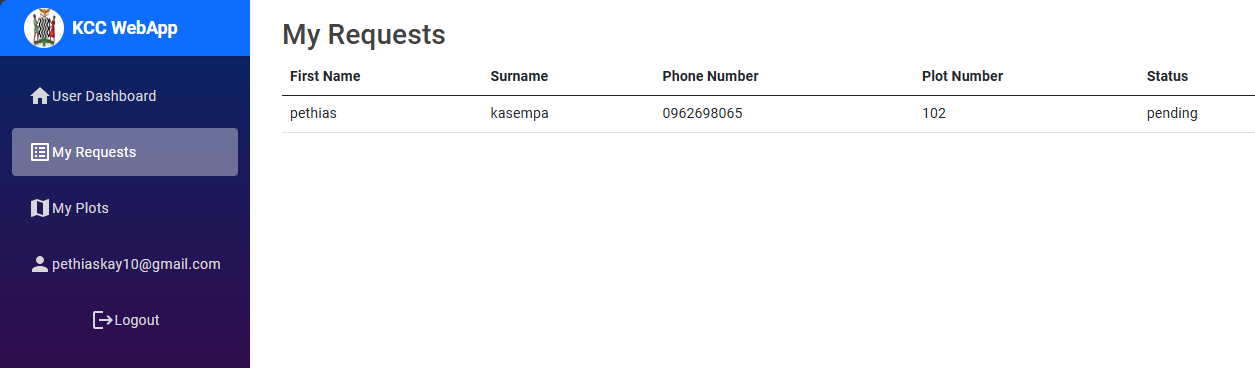 KCC WebApp
User Dashboard
My Requests
My Plots
pethiaskay10@gmail.com
Logout
My Requests
First Name Surname Phone Number Plot Number Status
pethias kasempa 0962698065 102 pending